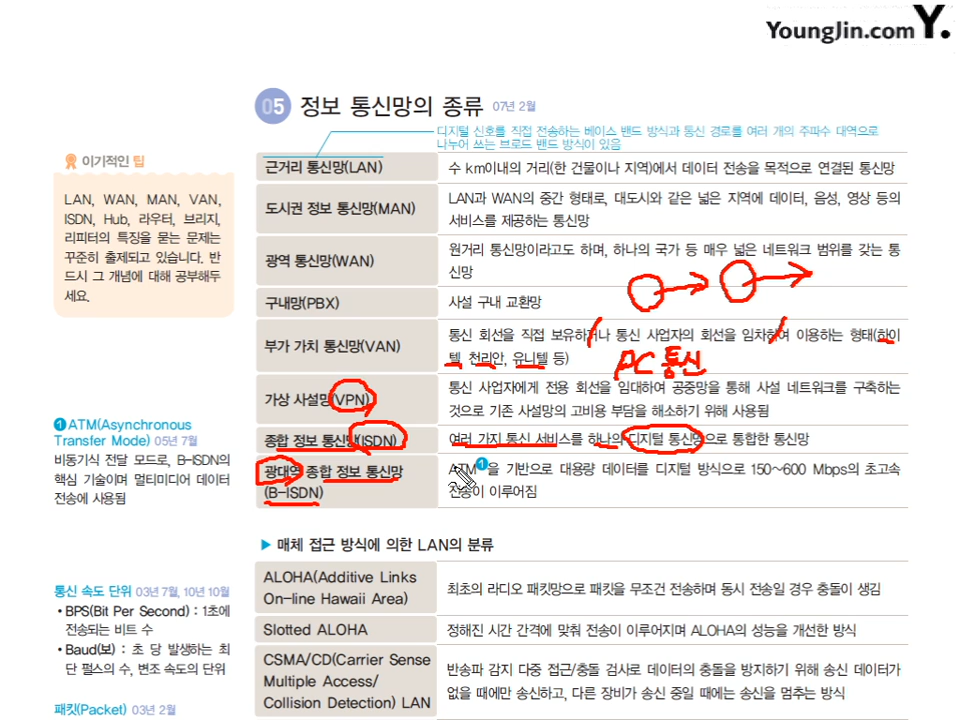 YoungJin.com Y.
05 정보 통신망의 종류 07년 2월
디지털 신호를 직접 전송하는 베이스 밴드 방식과 통신 경로를 여러 개의 주파수 대역으로
나누어 쓰는 브로드 밴드 방식이 있음
이기적인 팁
LAN, WAN, MAN, VAN,
ISDN, Hub, 라우터, 브리지,
리피터의 특징을 묻는 문제는
꾸준히 출제되고 있습니다. 반
드시 그 개념에 대해 공부해두
세요.
근거리 통신망(LAN)
수 km이내의 거리(한 건물이나 지역)에서 데이터 전송을 목적으로 연결된 통신망
도시권 정보 통신망(MAN)
LAN과 WAN의 중간 형태로, 대도시와 같은 넓은 지역에 데이터, 음성, 영상 등의
서비스를 제공하는 통신망
광역 통신망(WAN)
원거리 통신망이라고도 하며, 하나의 국가 등 매우 넓은 네트워크 범위를 갖는 통
신망
구내망(PBX)
사설 구내 교환망
부가 가치 통신망(VAN)
통신 회선을 직접 보유하거나 통신 사업자의 회선을 임차하여 이용하는 형태(하이
텔, 천리안, 유니텔 등)
PC통신
가상 사설망(VPN)
통신 사업자에게 전용 회선을 임대하여 공중망을 통해 사설 네트워크를 구축하는
것으로 기존 사설망의 고비용 부담을 해소하기 위해 사용됨
종합 정보 통신망(ISDN)
여러 가지 통신 서비스를 하나의 디지털 통신망으로 통합한 통신망
광대역 종합 정보 통신망
(B-ISDN)
ATM❶을 기반으로 대용량 데이터를 디지털 방식으로 150~600 Mbps의 초고속
전송이 이루어짐
❶ATM(Asynchronous
Transfer Mode) 05년 7월
비동기식 전달 모드로, B-ISDN의
핵심 기술이며 멀티미디어 데이터
전송에 사용됨
▶ 매체 접근 방식에 의한 LAN의 분류
ALOHA(Additive Links
On-line Hawaii Area)
최초의 라디오 패킷망으로 패킷을 무조건 전송하며 동시 전송일 경우 충돌이 생김
Slotted ALOHA
정해진 시간 간격에 맞춰 전송이 이루어지며 ALOHA의 성능을 개선한 방식
CSMA/CD(Carrier Sense
Multiple Access/
Collision Detection) LAN
반송파 감지 다중 접근/충돌 검사로 데이터의 충돌을 방지하기 위해 송신 데이터가
없을 때에만 송신하고, 다른 장비가 송신 중일 때에는 송신을 멈추는 방식
통신 속도 단위 03년 7월, 10년 10월
•BPS(Bit Per Second) : 1초에
전송되는 비트 수
•Baud(보) : 초 당 발생하는 최
단 펄스의 수, 변조 속도의 단위
패킷(Packet) 03년 2월